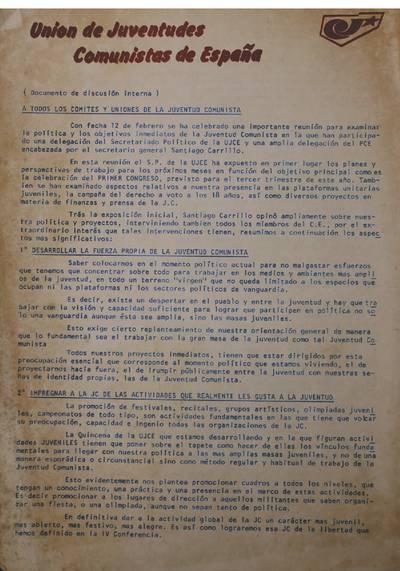 Union de Juventudes
Comunistas de España
( Documento de discusión interna )
A TODOS LOS COMITES Y UNIONES DE LA JUVENTUD COMUNISTA
Con fecha 12 de febrero se ha celebrado una importante reunión para examinar
la política y los objetivos inmediatos de la Juventud Comunista en la que han participa-
do una delegación del Secretariado Político de la UJCE y una amplia delegación del PCE
encabezada por el secretario general Santiago Carrillo.
En esta reunión el S.P. de la UJCE ha expuesto en primer lugar los planes y
perspectivas de trabajo para los próximos meses en función del objetivo principal como es
la celebración del PRIMER CONGRESO, previsto para el tercer trimestre de este año. Tam-
bien se han examinado aspectos relativos a nuestra presencia en las plataformas unitarias
juveniles, la campaña del derecho a voto a los 18 años, así como diversos proyectos en
materia de finanzas y prensa de la J.C.
Trás la exposición inicial, Santiago Carrillo opinó ampliamente sobre nues-
tra política y proyectos, interviniendo también todos los miembros del C.E., por el ex-
traordinario interés que tales intervenciones tienen, resumimos a continuación los aspec
tos mas significativos:
1º DESARROLLAR LA FUERZA PROPIA DE LA JUVENTUD COMUNISTA
Saber colocarnos en el momento político actual para no malgastar esfuerzos
que tenemos que concentrar sobre todo para trabajar en los medios y ambientes mas ampli
os de la juventud, en todo un terreno "virgen" que no queda limitado a los espacios que
ocupan ni las plataformas ni los sectores políticos de vanguardia.
Es decir, existe un despertar en el pueblo y entre la juventud y hay que tra
bajar con la visión y capacidad suficiente para lograr que participen en política no so
lo una vanguardia aunque ésta sea amplia, sino las masas juveniles.
Esto exige cierto replanteamiento de nuestra orientación general de manera
que lo fundamental sea el trabajar con la gran masa de la juventud como tal Juventud Co
munista
Todos nuestros proyectos inmediatos, tienen que estar dirigidos por esta
preocupación esencial que corresponde al momento político que estamos viviendo, el de
proyectarnos hacia fuera, el de irrumpir públicamente entre la juventud con nuestras se-
ñas de identidad propias, las de la Juventud Comunista.
2º IMPREGNAR A LA JC DE LAS ACTIVIDADES QUE REALMENTE LES GUSTA A LA JUVENTUD
La promoción de festivales, recitales, grupos artísticos, olimpiadas juveni
les, campeonatos de todo tipo, son actividades fundamentales en las que tiene que volcar
su preocupación, capacidad e ingenio todas las organizaciones de la JC.
La Quincena de la UJCE que estamos desarrollando y en la que figuran activi
dades JUVENILES tienen que poner sobre el tapete como hacer de ellas los vínculos funda
mentales para llegar con nuestra política a las mas amplias masas juveniles, y no de una
manera esporádica o circunstancial sino como método regular y habitual de trabajo de la
Juventud Comunista.
Esto evidentemente nos plantea promocionar cuadros a todos los niveles, que
tengan un conocimiento, una práctica y una presencia en el marco de estas actividades.
Es decir promocionar a los lugares de dirección a aquellos militantes que saben organi-
zar una fiesta, o una olimpiada, aunque no sepan tanto de política.
En definitiva dar a la actividad global de la JC un carácter mas juvenil,
mas abierto, mas festivo, mas alegre. Es así como lograremos esa JC de la libertad que
hemos definido en la IV Conferencia.